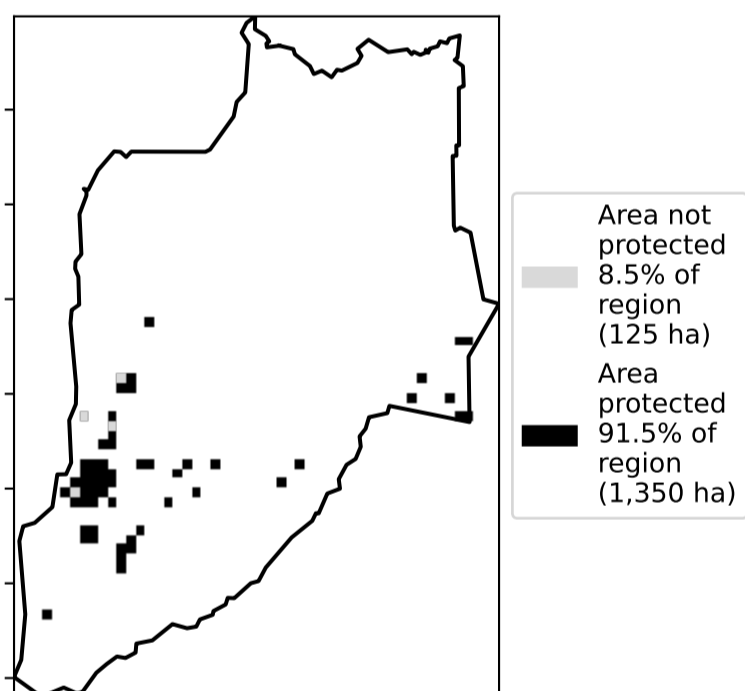 Area not
protected
8.5% of
region
(125 ha)
Area
protected
91.5% of
region
(1,350 ha)